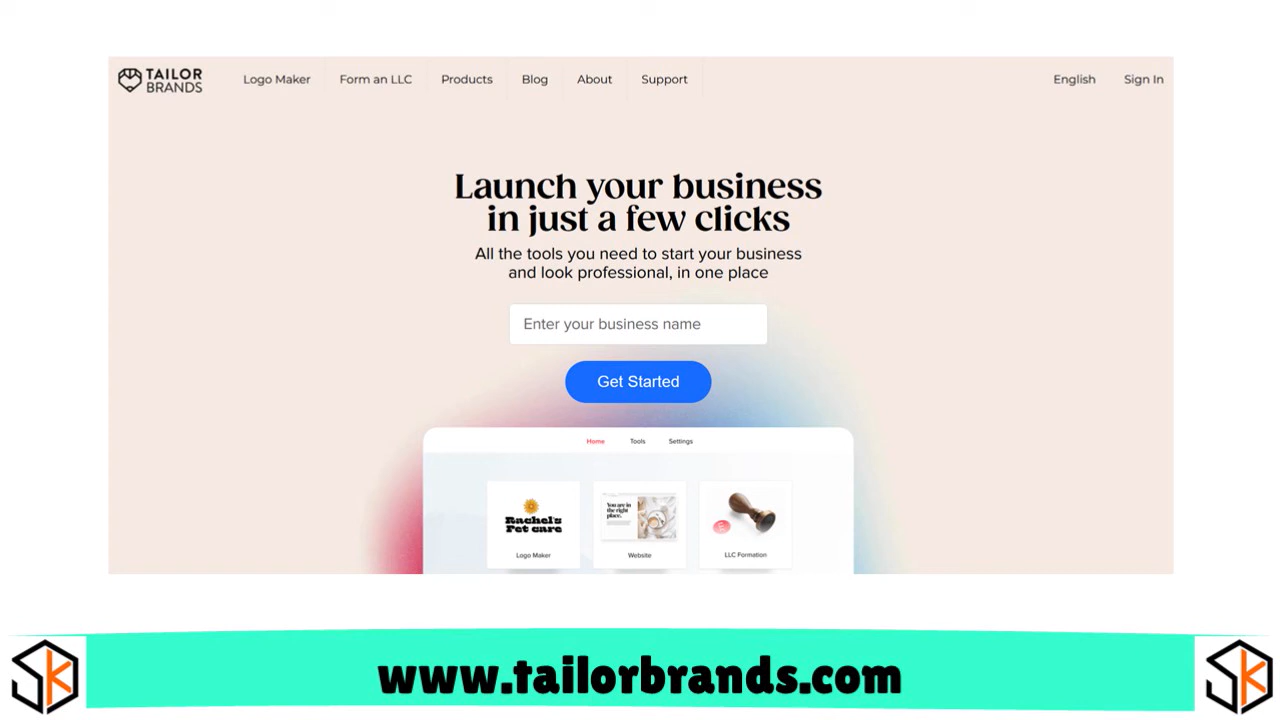 TAILOR
BRANDS
Logo Maker Form an LLC Products Blog About Support English Sign In
Launch your business
in just a few clicks
All the tools you need to start your business
and look professional, in one place
Enter your business name
Get Started
Home Tools Settings
Rachel's
Pet care
You are in
the right
place.
Logo Maker Website LLC Formation
SK www.tailorbrands.com SK